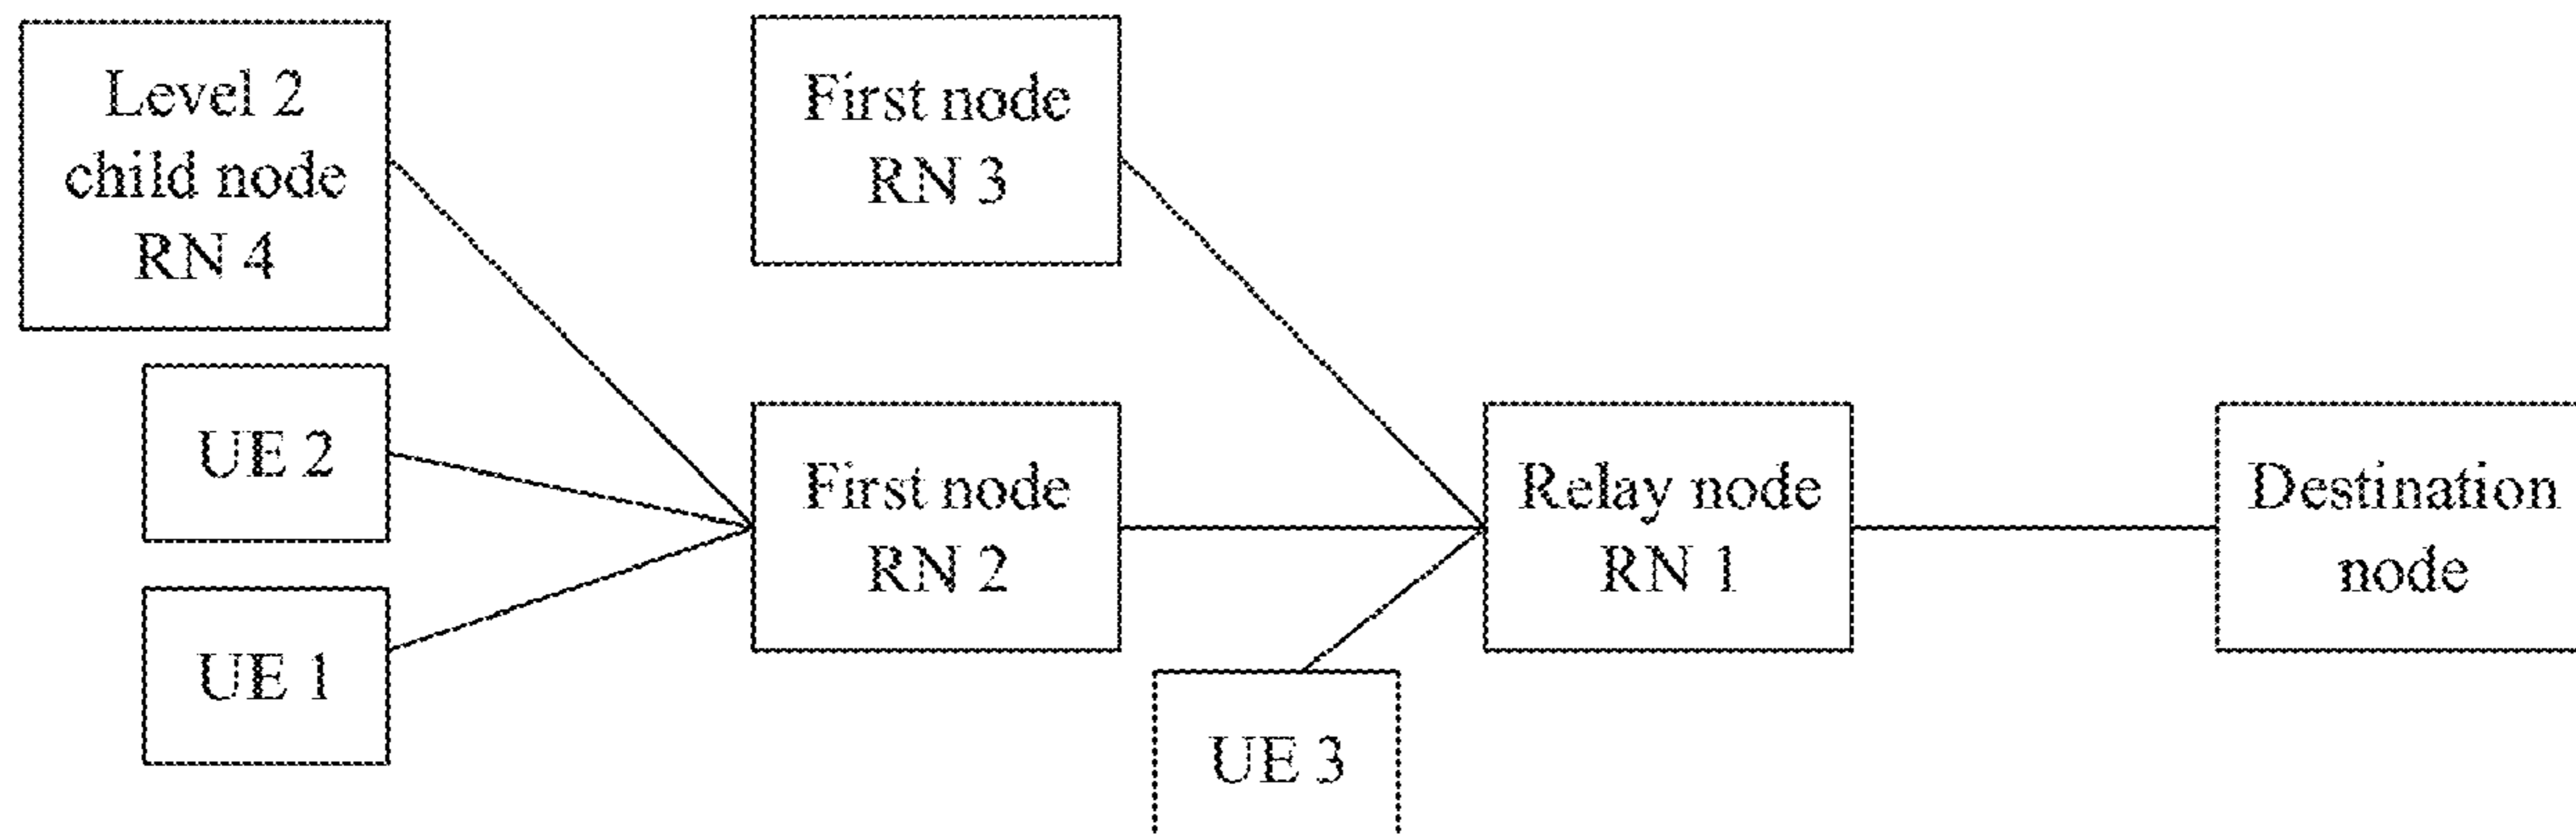 Level 2
child node
RN 4
First node
RN 3
UE 2
First node
RN 2
Relay node
RN 1
Destination
node
UE 1
UE 3